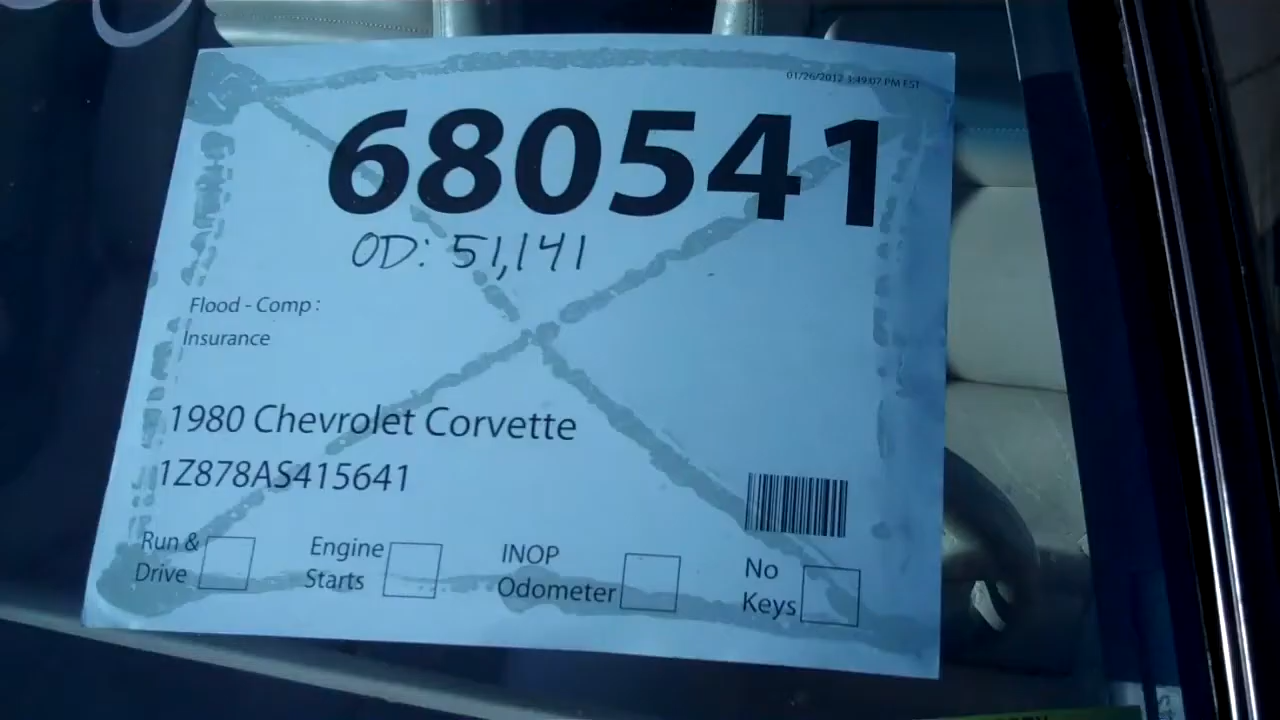 01/26/2012 3:49:07 PM EST
680541
OD: 51,141
Flood - Comp :
Insurance
1980 Chevrolet Corvette
1Z878AS415641
Run & Drive
Engine Starts
INOP Odometer
No Keys